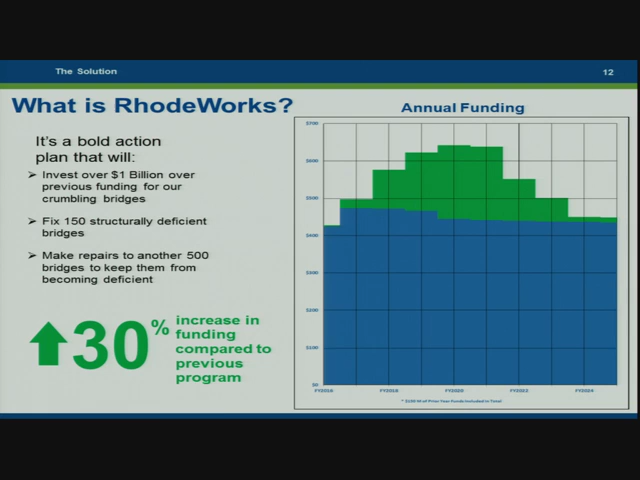 The Solution
12
What is RhodeWorks?
It's a bold action
plan that will:
➢ Invest over $1 Billion over
previous funding for our
crumbling bridges
➢ Fix 150 structurally deficient
bridges
➢ Make repairs to another 500
bridges to keep them from
becoming deficient
30%
increase in
funding
compared to
previous
program
Annual Funding
$700
$600
$500
$400
$300
$200
$100
$0
FY2016
FY2018
FY2020
FY2022
FY2024